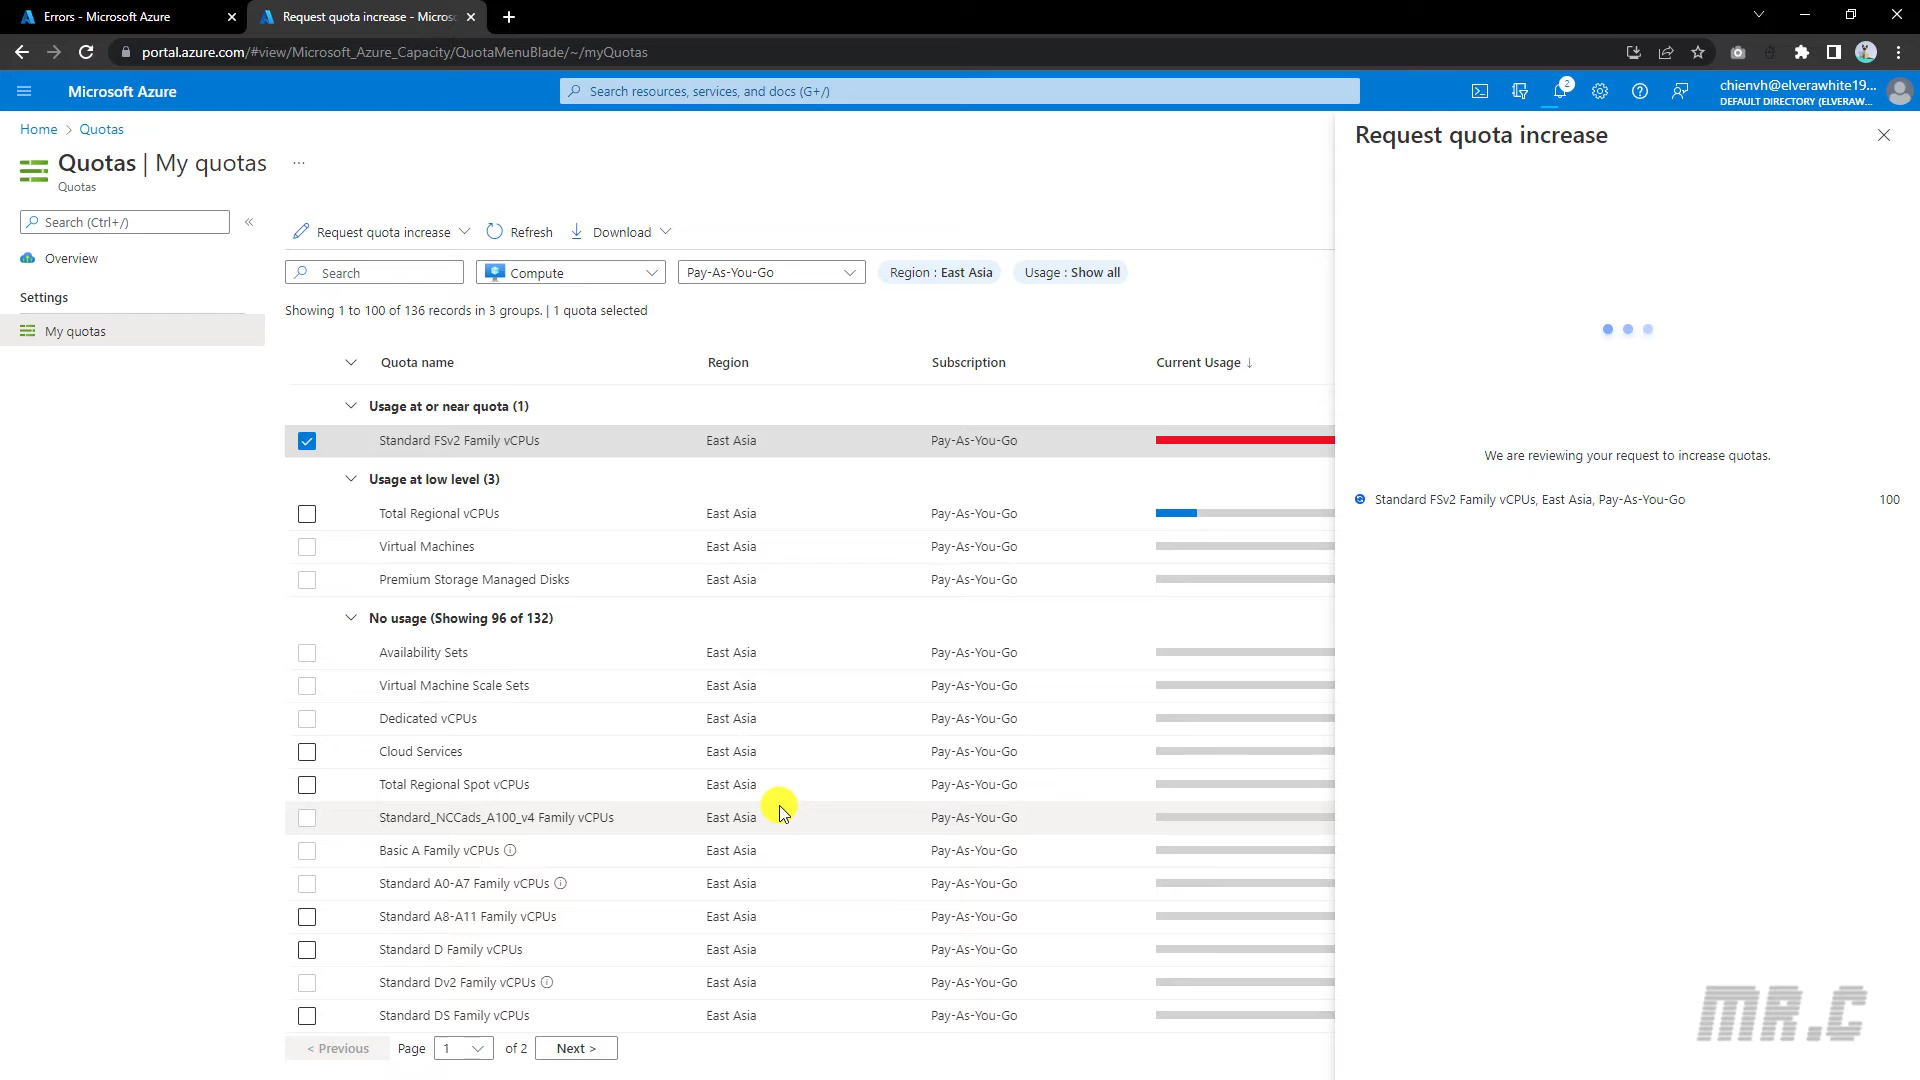 Errors - Microsoft Azure
Request quota increase - Micros
portal.azure.com/#view/Microsoft_Azure_Capacity/QuotaMenuBlade/~/myQuotas
Microsoft Azure
Search resources, services, and docs (G+/)
2
chienvh@elverawhite19...
DEFAULT DIRECTORY (ELVERAW...
Home > Quotas
Quotas | My quotas ...
Quotas
Search (Ctrl+/)
«
Overview
Settings
My quotas
Request quota increase
Refresh
Download
Search
Compute
Pay-As-You-Go
Region : East Asia
Usage : Show all
Showing 1 to 100 of 136 records in 3 groups. | 1 quota selected
Quota name Region Subscription Current Usage ↓
Usage at or near quota (1)
Standard FSv2 Family vCPUs East Asia Pay-As-You-Go
Usage at low level (3)
Total Regional vCPUs East Asia Pay-As-You-Go
Virtual Machines East Asia Pay-As-You-Go
Premium Storage Managed Disks East Asia Pay-As-You-Go
No usage (Showing 96 of 132)
Availability Sets East Asia Pay-As-You-Go
Virtual Machine Scale Sets East Asia Pay-As-You-Go
Dedicated vCPUs East Asia Pay-As-You-Go
Cloud Services East Asia Pay-As-You-Go
Total Regional Spot vCPUs East Asia Pay-As-You-Go
Standard_NCCads_A100_v4 Family vCPUs East Asia Pay-As-You-Go
Basic A Family vCPUs East Asia Pay-As-You-Go
Standard A0-A7 Family vCPUs East Asia Pay-As-You-Go
Standard A8-A11 Family vCPUs East Asia Pay-As-You-Go
Standard D Family vCPUs East Asia Pay-As-You-Go
Standard Dv2 Family vCPUs East Asia Pay-As-You-Go
Standard DS Family vCPUs East Asia Pay-As-You-Go
< Previous Page 1 of 2 Next >
Request quota increase
We are reviewing your request to increase quotas.
Standard FSv2 Family vCPUs, East Asia, Pay-As-You-Go 100
MR.C